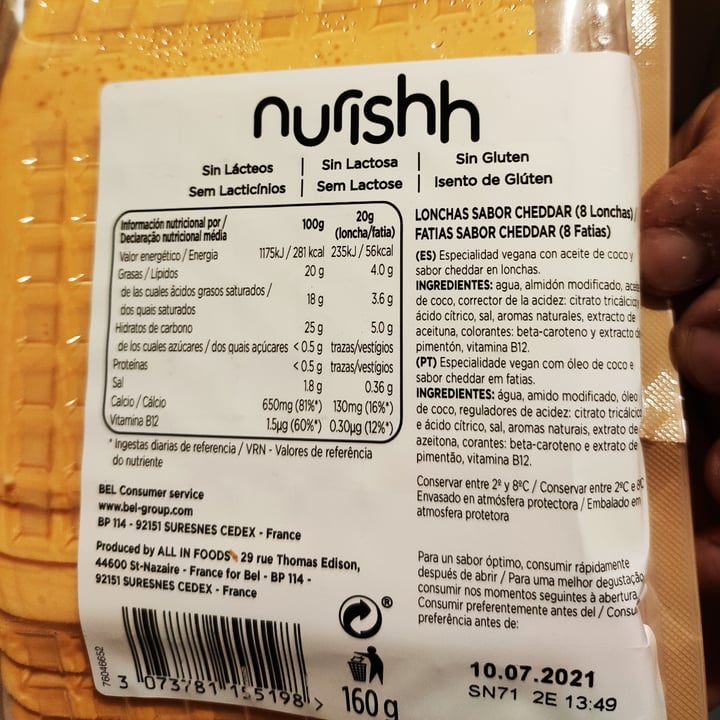 nurishh
Sin Lácteos | Sin Lactosa | Sin Gluten
Sem Lacticínios | Sem Lactose | Isento de Glúten
Información nutricional por / 100g 20g
Declaração nutricional média (loncha/fatia)
Valor energético / Energia 1175kJ / 281 kcal 235kJ / 56kcal
Grasas / Lípidos 20 g 4.0 g
de las cuales ácidos grasos saturados /
dos quais saturados 18 g 3.6 g
Hidratos de carbono 25 g 5.0 g
de los cuales azúcares / dos quais açúcares < 0.5 g trazas/vestígios
Proteinas < 0.5 g trazas/vestígios
Sal 1.8 g 0.36 g
Calcio / Cálcio 650mg (81%*) 130mg (16%*)
Vitamina B12 1.5µg (60%*) 0.30µg (12%*)
* Ingestas diarias de referencia / VRN - Valores de referência
do nutriente
BEL Consumer service
www.bel-group.com
BP 114 - 92151 SURESNES CEDEX - France
Produced by ALL IN FOODS 29 rue Thomas Edison,
44600 St-Nazaire - France for Bel - BP 114 -
92151 SURESNES CEDEX - France
76046652
3 073781 155198 >
LONCHAS SABOR CHEDDAR (8 Lonchas) /
FATIAS SABOR CHEDDAR (8 Fatias)
(ES) Especialidad vegana con aceite de coco y
sabor cheddar en lonchas.
INGREDIENTES: agua, almidón modificado,
de coco, corrector de la acidez: citrato tricálcico
ácido cítrico, sal, aromas naturales, extracto de
aceituna, colorantes: beta-caroteno y extracto de
pimentón, vitamina B12.
(PT) Especialidade vegan com óleo de coco e
sabor cheddar em fatias.
INGREDIENTES: água, amido modificado, óleo
de coco, reguladores de acidez: citrato tricálcico
e ácido cítrico, sal, aromas naturais, extrato de
azeitona, corantes: beta-caroteno e extrato de
pimentão, vitamina B12.
Conservar entre 2º y 8ºC / Conservar entre 2ºC e 8ºC
Envasado en atmósfera protectora / Embalado em
atmosfera protetora
Para un sabor óptimo, consumir rápidamente
después de abrir / Para uma melhor degustação
consumir nos momentos seguintes à abertura.
Consumir preferentemente antes del /
preferência antes de:
®
160 g
10.07.2021
SN71 2E 13:49